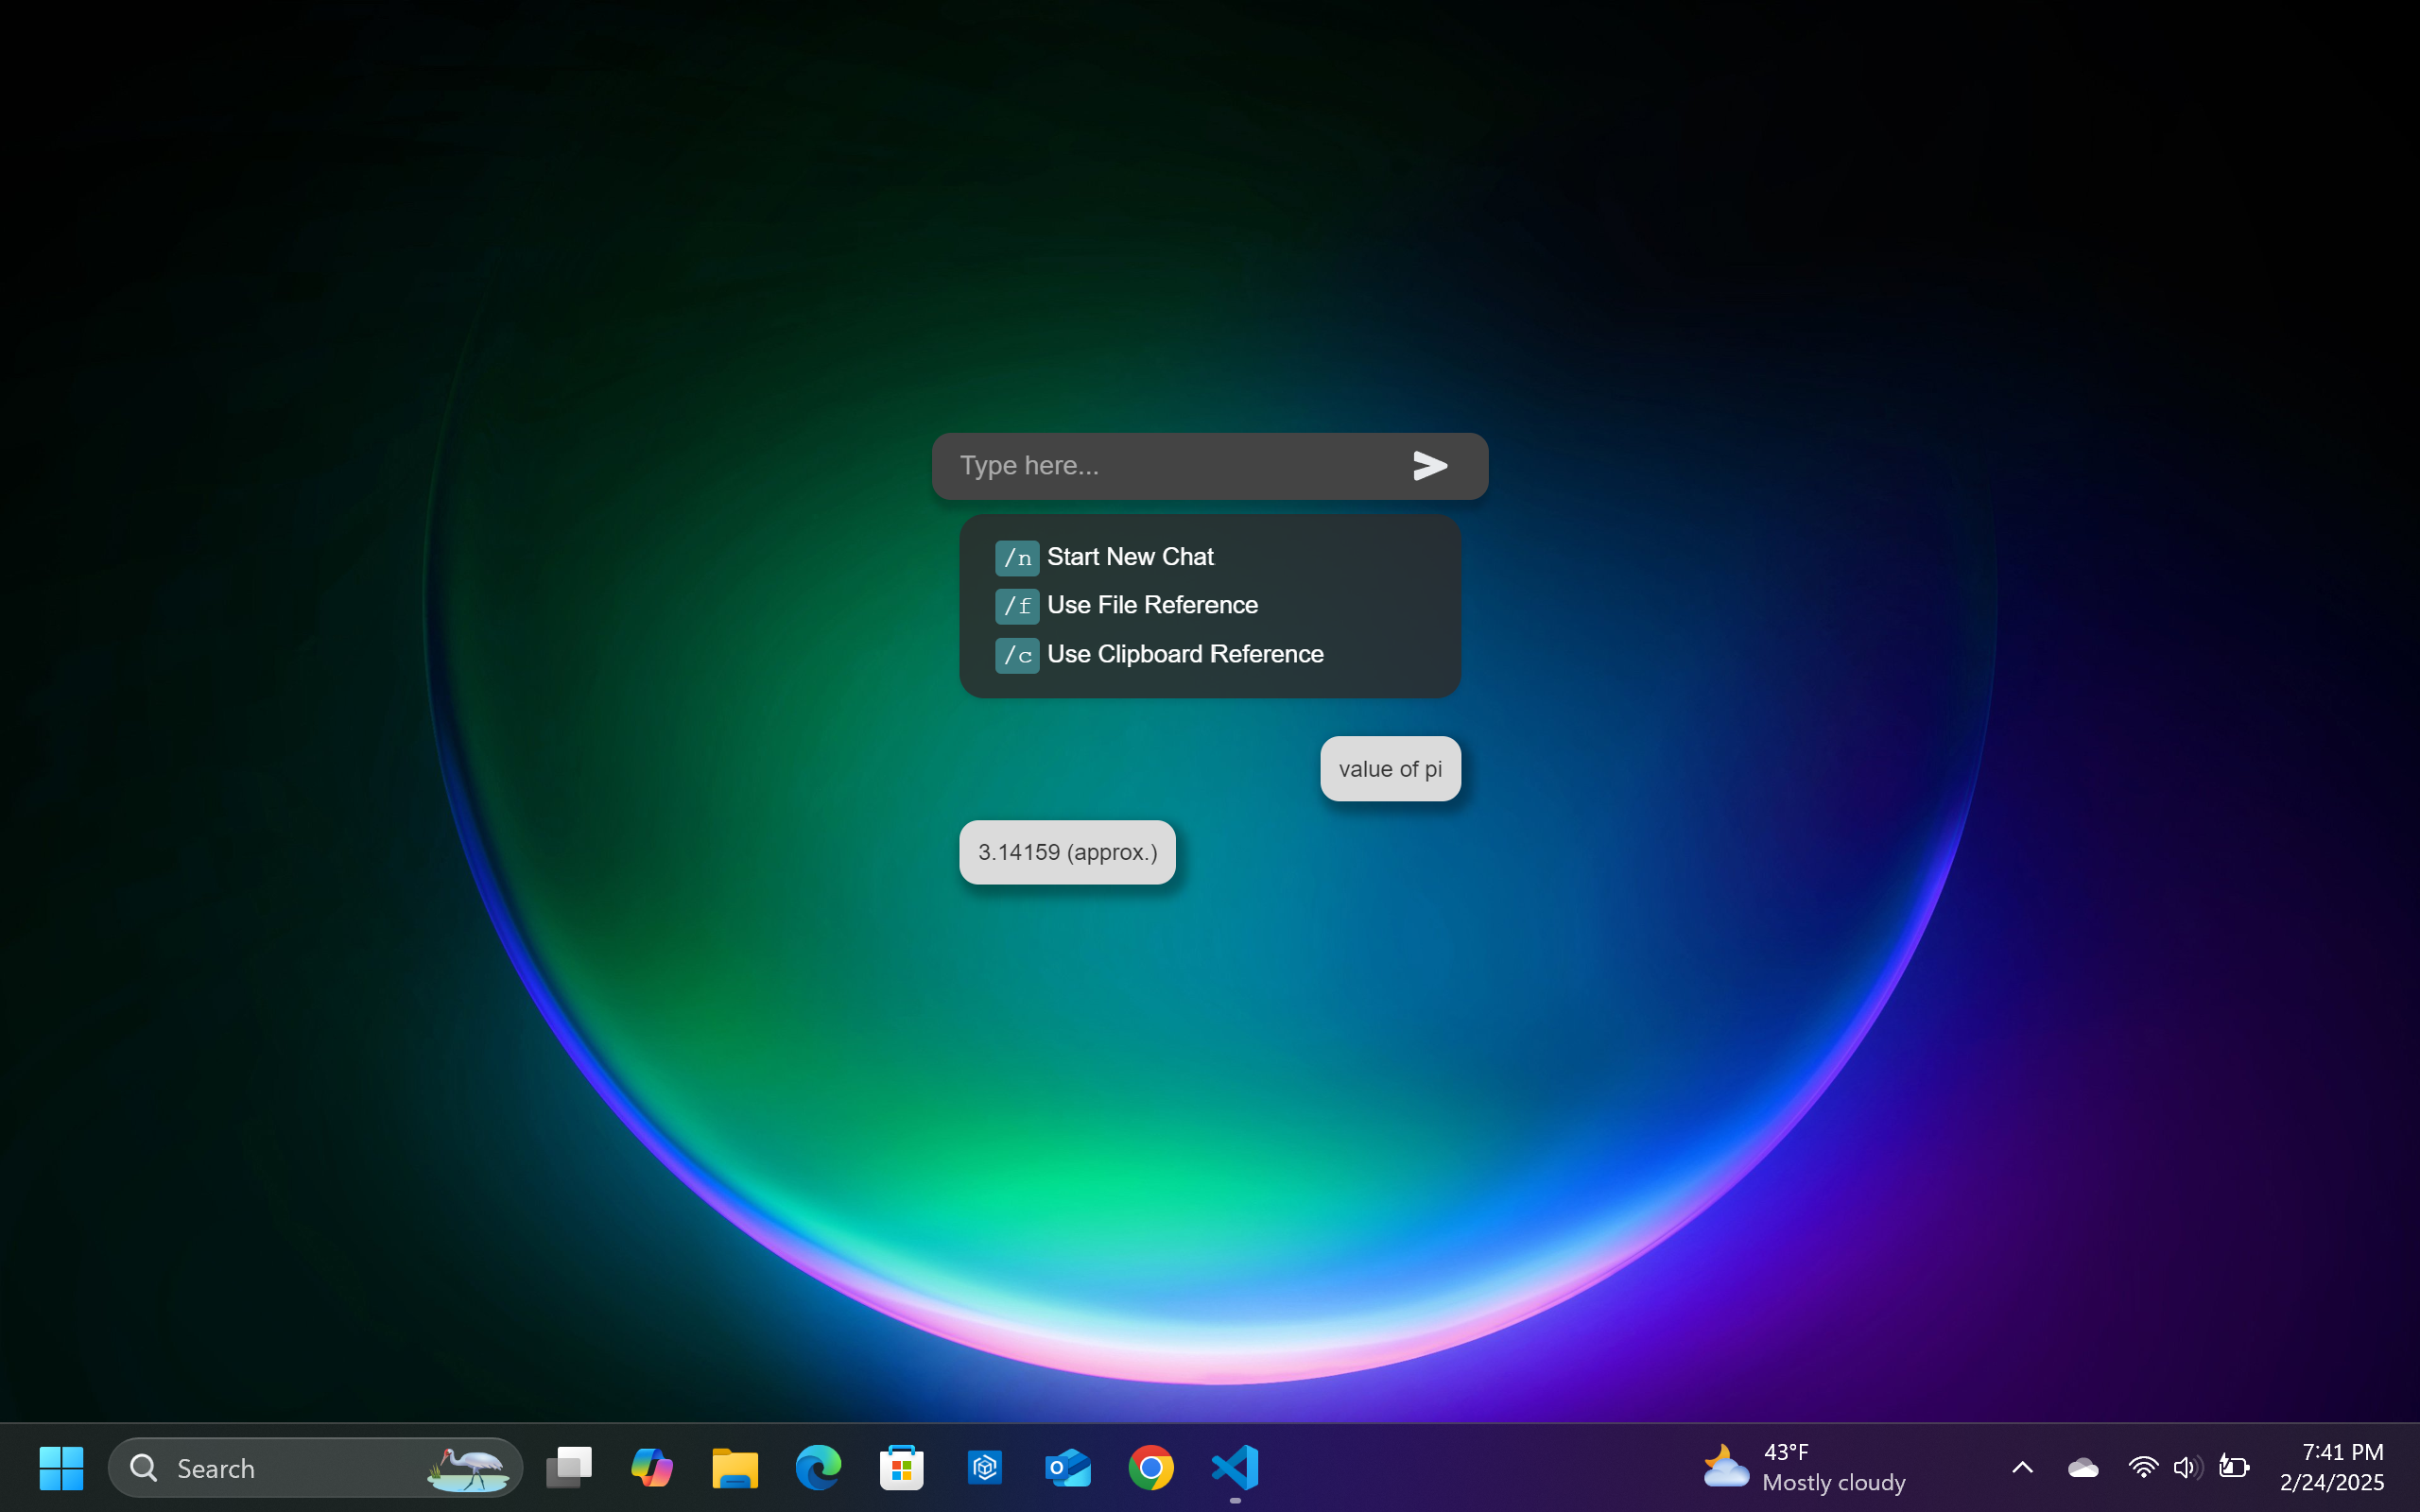 Type here...
/n Start New Chat
/f Use File Reference
/c Use Clipboard Reference
value of pi
3.14159 (approx.)
Search
43°F
Mostly cloudy
7:41 PM
2/24/2025